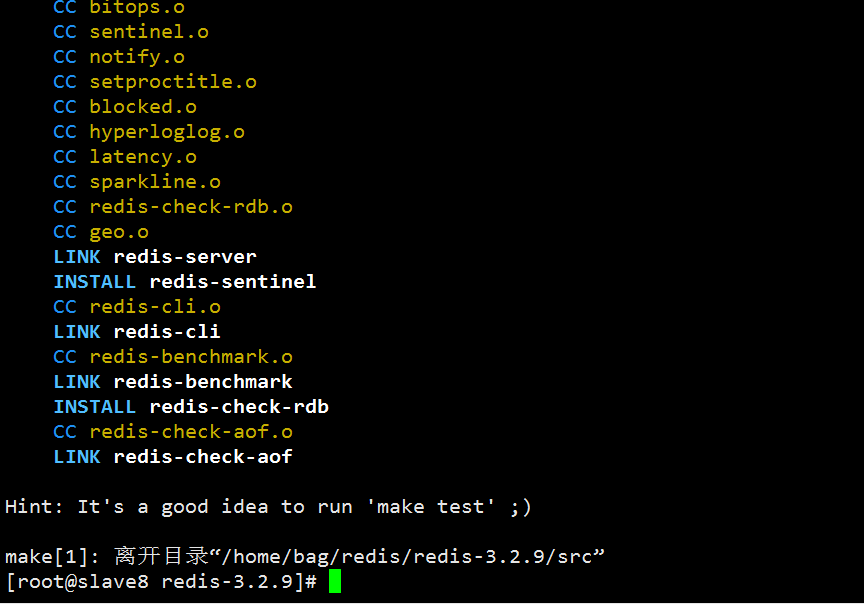 CC bitops.o
CC sentinel.o
CC notify.o
CC setproctitle.o
CC blocked.o
CC hyperloglog.o
CC latency.o
CC sparkline.o
CC redis-check-rdb.o
CC geo.o
LINK redis-server
INSTALL redis-sentinel
CC redis-cli.o
LINK redis-cli
CC redis-benchmark.o
LINK redis-benchmark
INSTALL redis-check-rdb
CC redis-check-aof.o
LINK redis-check-aof
Hint: It's a good idea to run 'make test' ;)
make[1]: 离开目录“/home/bag/redis/redis-3.2.9/src”
[root@slave8 redis-3.2.9]#